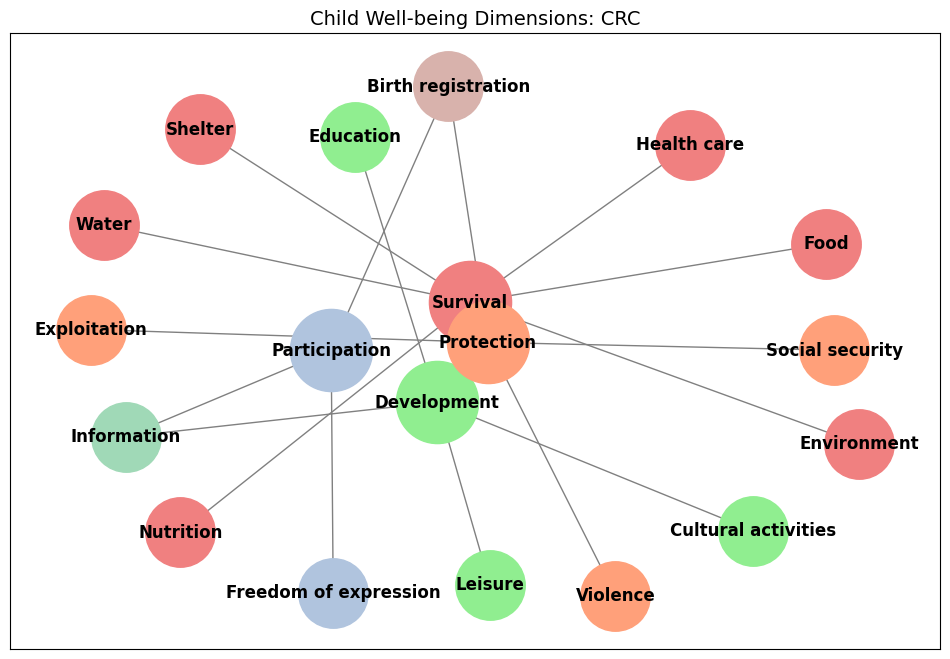 Child Well-being Dimensions: CRC
Birth registration
Shelter
Education
Health care
Water
Food
Survival
Exploitation
Participation
Protection
Social security
Development
Information
Environment
Nutrition
Cultural activities
Freedom of expression
Leisure
Violence